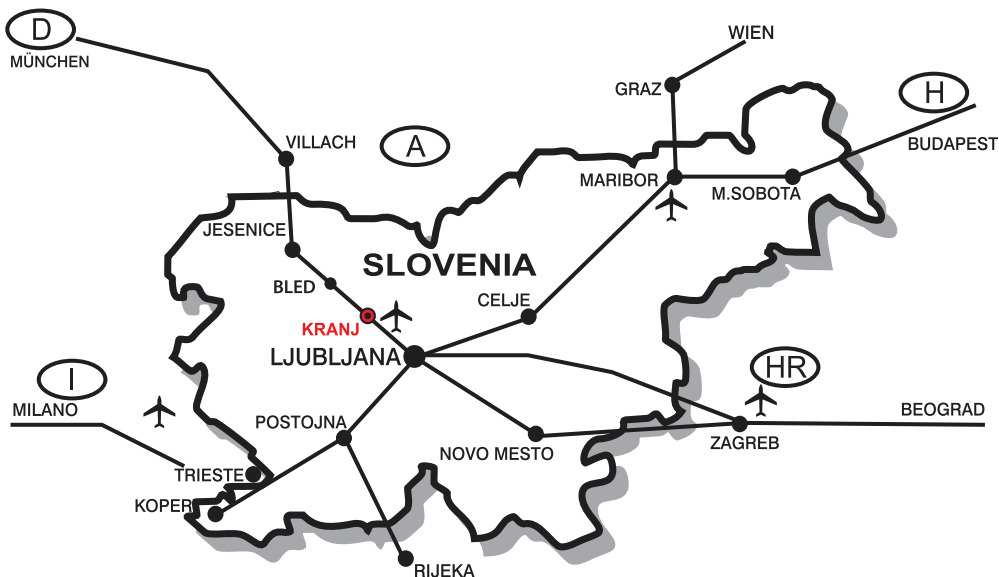 D
MÜNCHEN
WIEN
GRAZ
H
BUDAPEST
VILLACH
A
MARIBOR
M.SOBOTA
JESENICE
SLOVENIA
BLED
CELJE
KRANJ
LJUBLJANA
I
HR
MILANO
POSTOJNA
BEOGRAD
NOVO MESTO
ZAGREB
TRIESTE
KOPER
RIJEKA